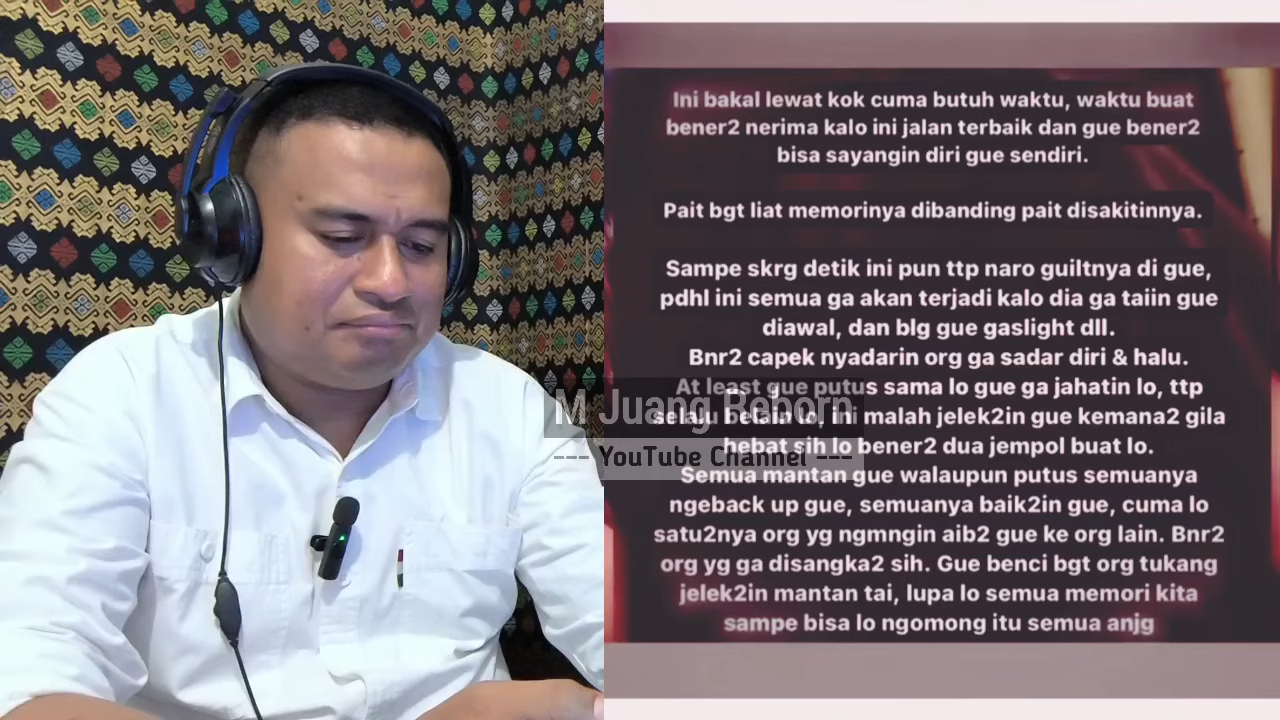 Ini bakal lewat kok cuma butuh waktu, waktu buat
bener2 nerima kalo ini jalan terbaik dan gue bener2
bisa sayangin diri gue sendiri.
Pait bgt liat memorinya dibanding pait disakitinnya.
Sampe skrg detik ini pun ttp naro guiltnya di gue,
pdhl ini semua ga akan terjadi kalo dia ga taiin gue
diawal, dan blg gue gaslight dll.
Bnr2 capek nyadarin org ga sadar diri & halu.
At least gue putus sama lo gue ga jahatin lo, ttp
selalu belain lo, ini malah jelek2in gue kemana2 gila
hebat sih lo bener2 dua jempol buat lo.
Semua mantan gue walaupun putus semuanya
ngeback up gue, semuanya baik2in gue, cuma lo
satu2nya org yg ngmngin aib2 gue ke org lain. Bnr2
org yg ga disangka2 sih. Gue benci bgt org tukang
jelek2in mantan tai, lupa lo semua memori kita
sampe bisa lo ngomong itu semua anjg
M Juang Reborn
--- YouTube Channel ---